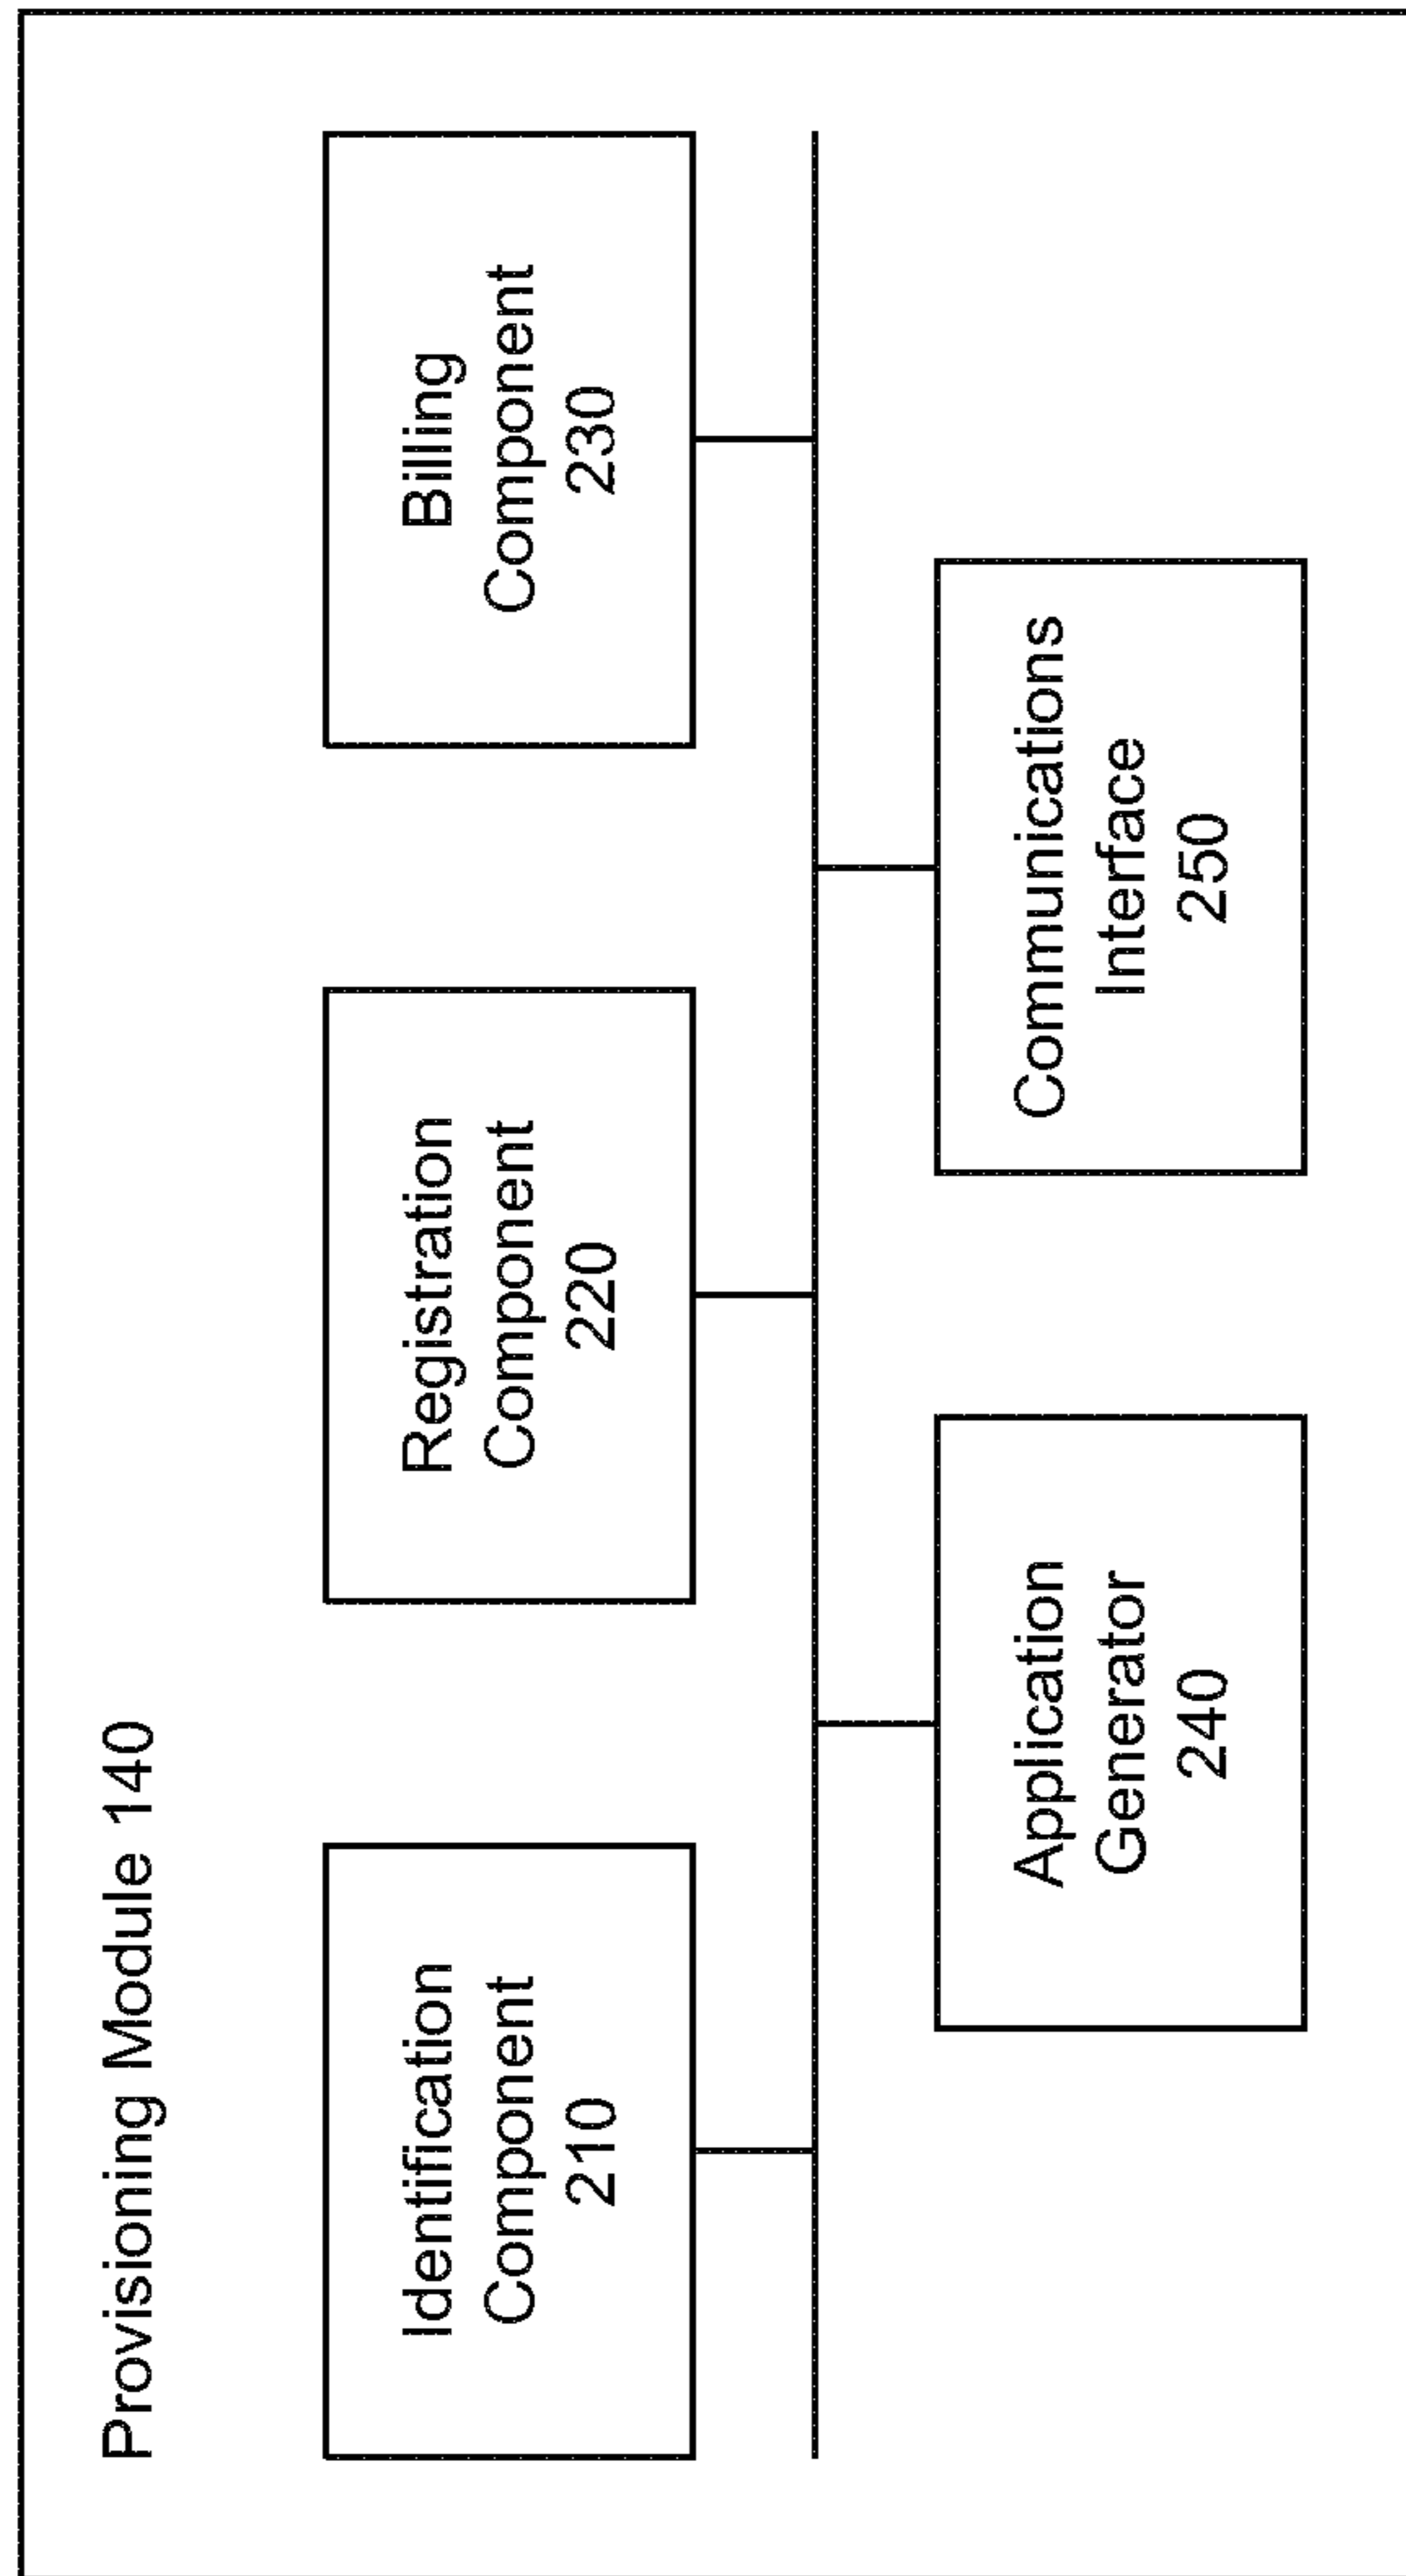 Provisioning Module 140
Identification
Component
210
Registration
Component
220
Billing
Component
230
Application
Generator
240
Communications
Interface
250